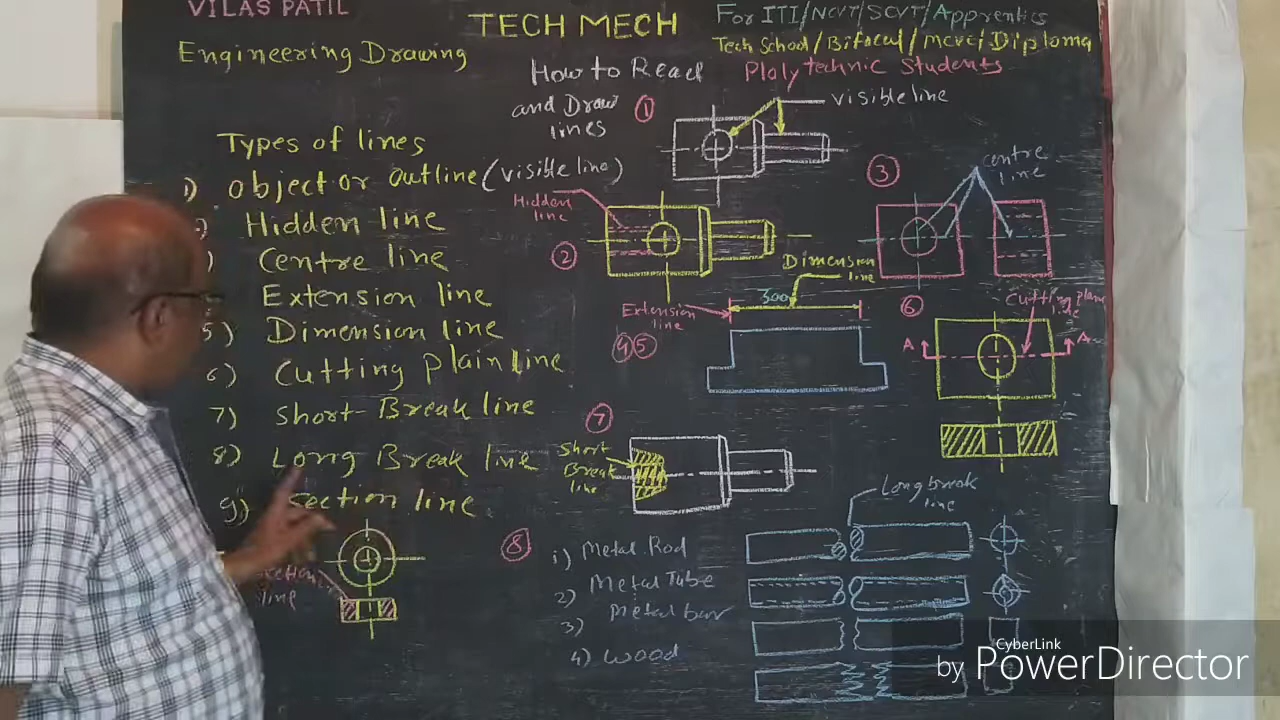 VILAS PATIL
TECH MECH
For ITI/NCVT/SCVT/Apprentics
Engineering Drawing
Tech School/Bifocal/MCVC/Diploma
Plolytechnic Students
How to Read
and Draw
lines
1
visible line
Types of lines
1) object or outline (visible line)
Hidden line
Centre line
Extension line
5) Dimension line
6) Cutting Plain line
7) Short-Break line
8) Long Break line
9) Section line
Section
line
Hidden
line
2
3
centre
line
Dimension
line
300
Extension
line
4 5
6
Cutting plane
line
A A
7
Short
Break
line
8
Long break
line
i) Metal Rod
2) Metal Tube
3) Metal bar
4) Wood
CyberLink
by PowerDirector